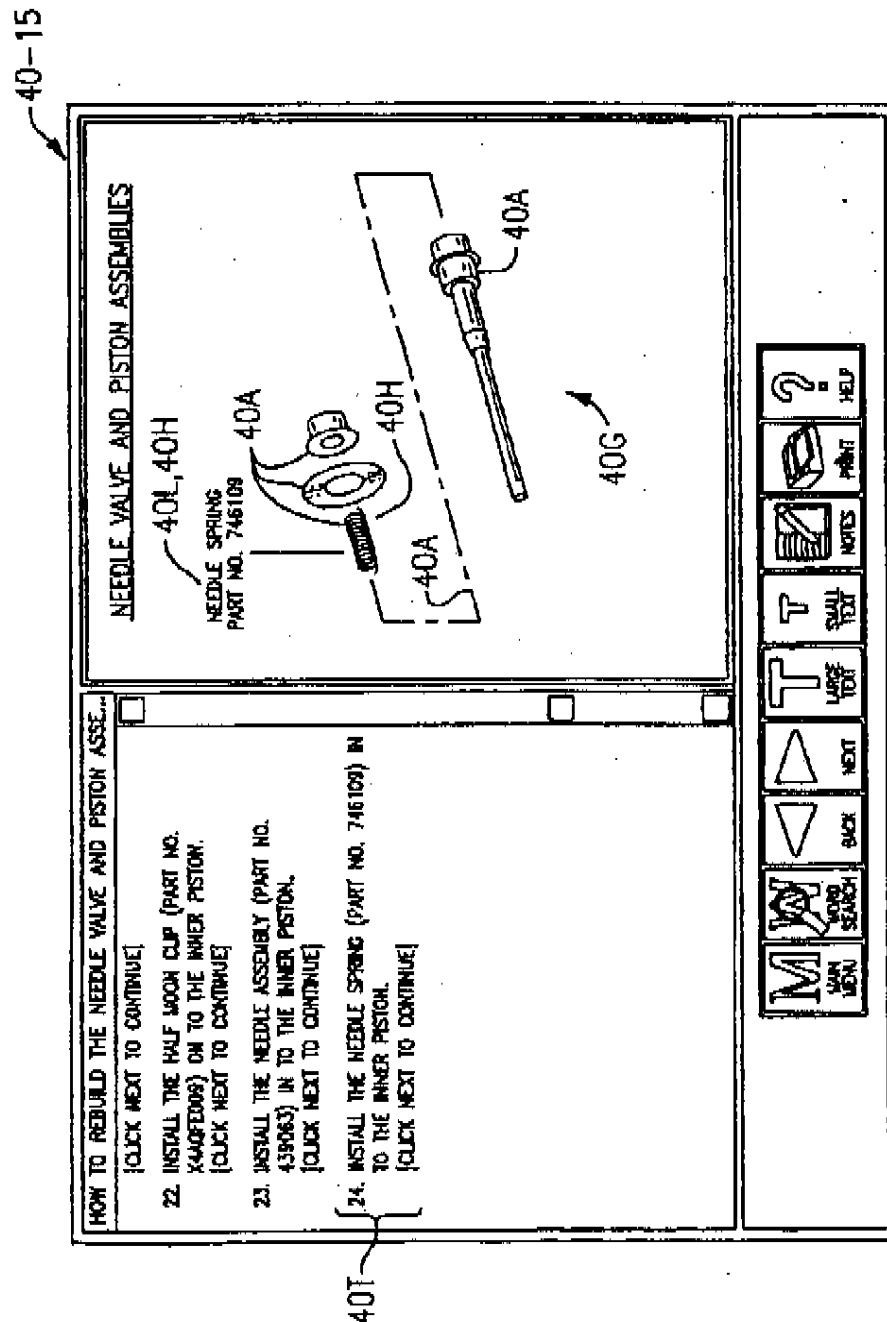 40-15
HOW TO REBUILD THE NEEDLE VALVE AND PISTON ASSE...
[CLICK NEXT TO CONTINUE]
22. INSTALL THE HALF MOON CLIP (PART NO.
X4AQFE009) ON TO THE INNER PISTON.
[CLICK NEXT TO CONTINUE]
23. INSTALL THE NEEDLE ASSEMBLY (PART NO.
439063) IN TO THE INNER PISTON.
[CLICK NEXT TO CONTINUE]
24. INSTALL THE NEEDLE SPRING (PART NO. 746109) IN
TO THE INNER PISTON.
[CLICK NEXT TO CONTINUE]
40T
NEEDLE VALVE AND PISTON ASSEMBLIES
40L, 40H
NEEDLE SPRING
PART NO. 746109
40A
40H
40A
40A
40G
M
MAIN
MENU
W
WORD
SEARCH
BACK
NEXT
T
LARGE
TEXT
T
SMALL
TEXT
NOTES
PRINT
?
HELP